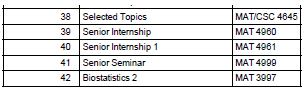 38 Selected Topics MAT/CSC 4645
39 Senior Internship MAT 4960
40 Senior Internship 1 MAT 4961
41 Senior Seminar MAT 4999
42 Biostatistics 2 MAT 3997